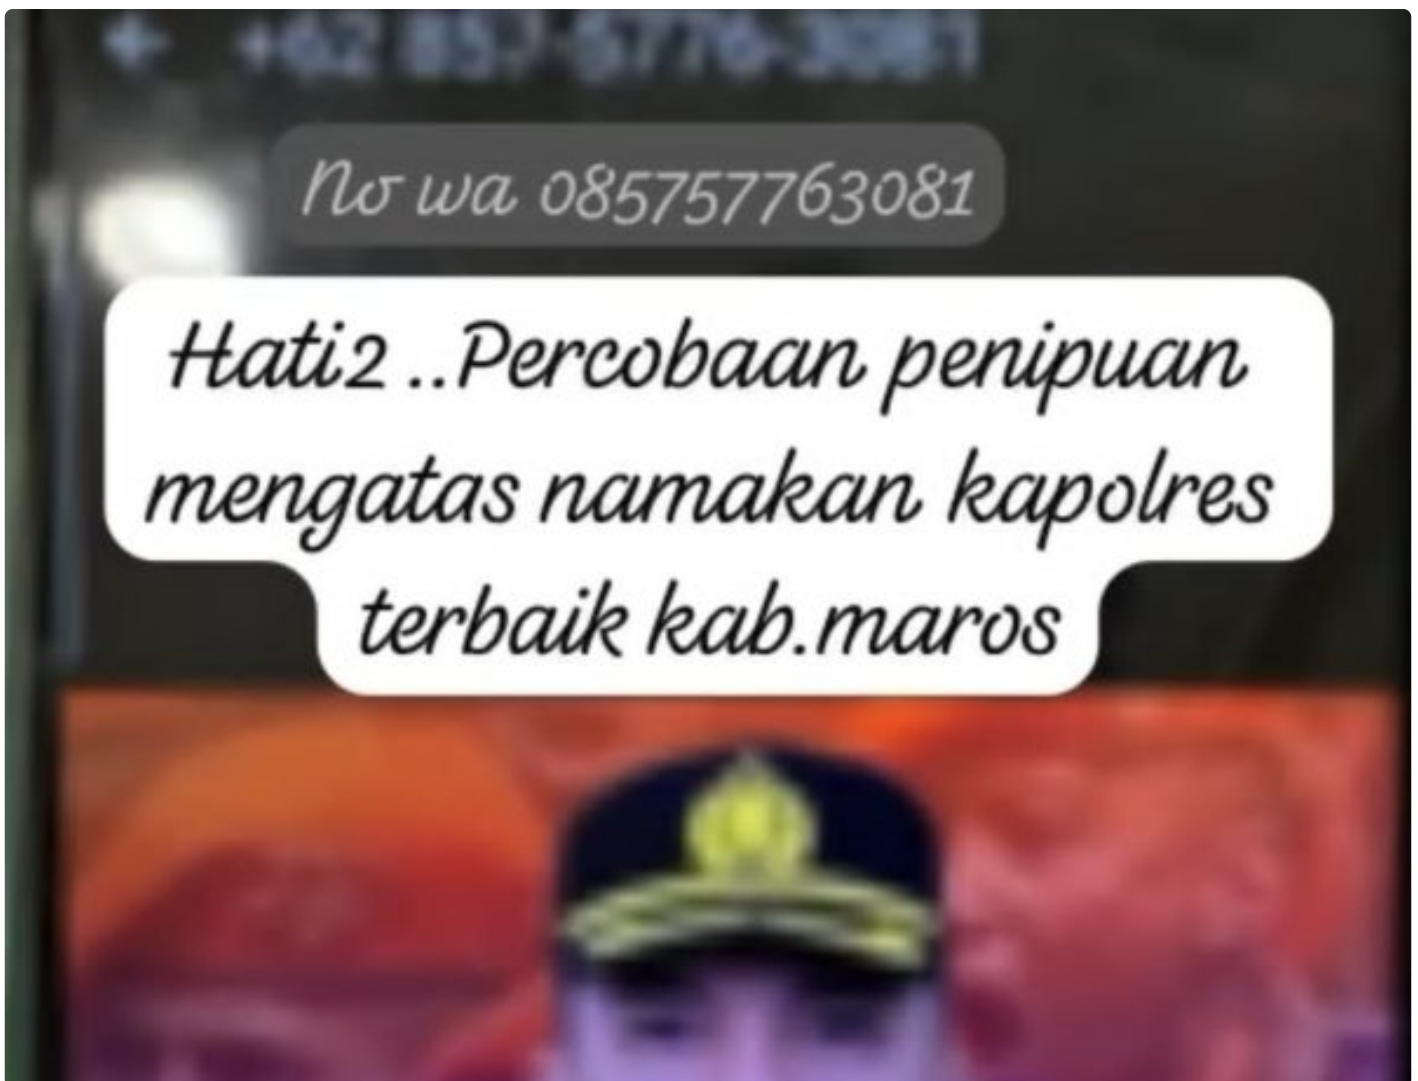 No wa 085757763081
Hati2 ..Percobaan penipuan
mengatas namakan kapolres
terbaik kab.maros